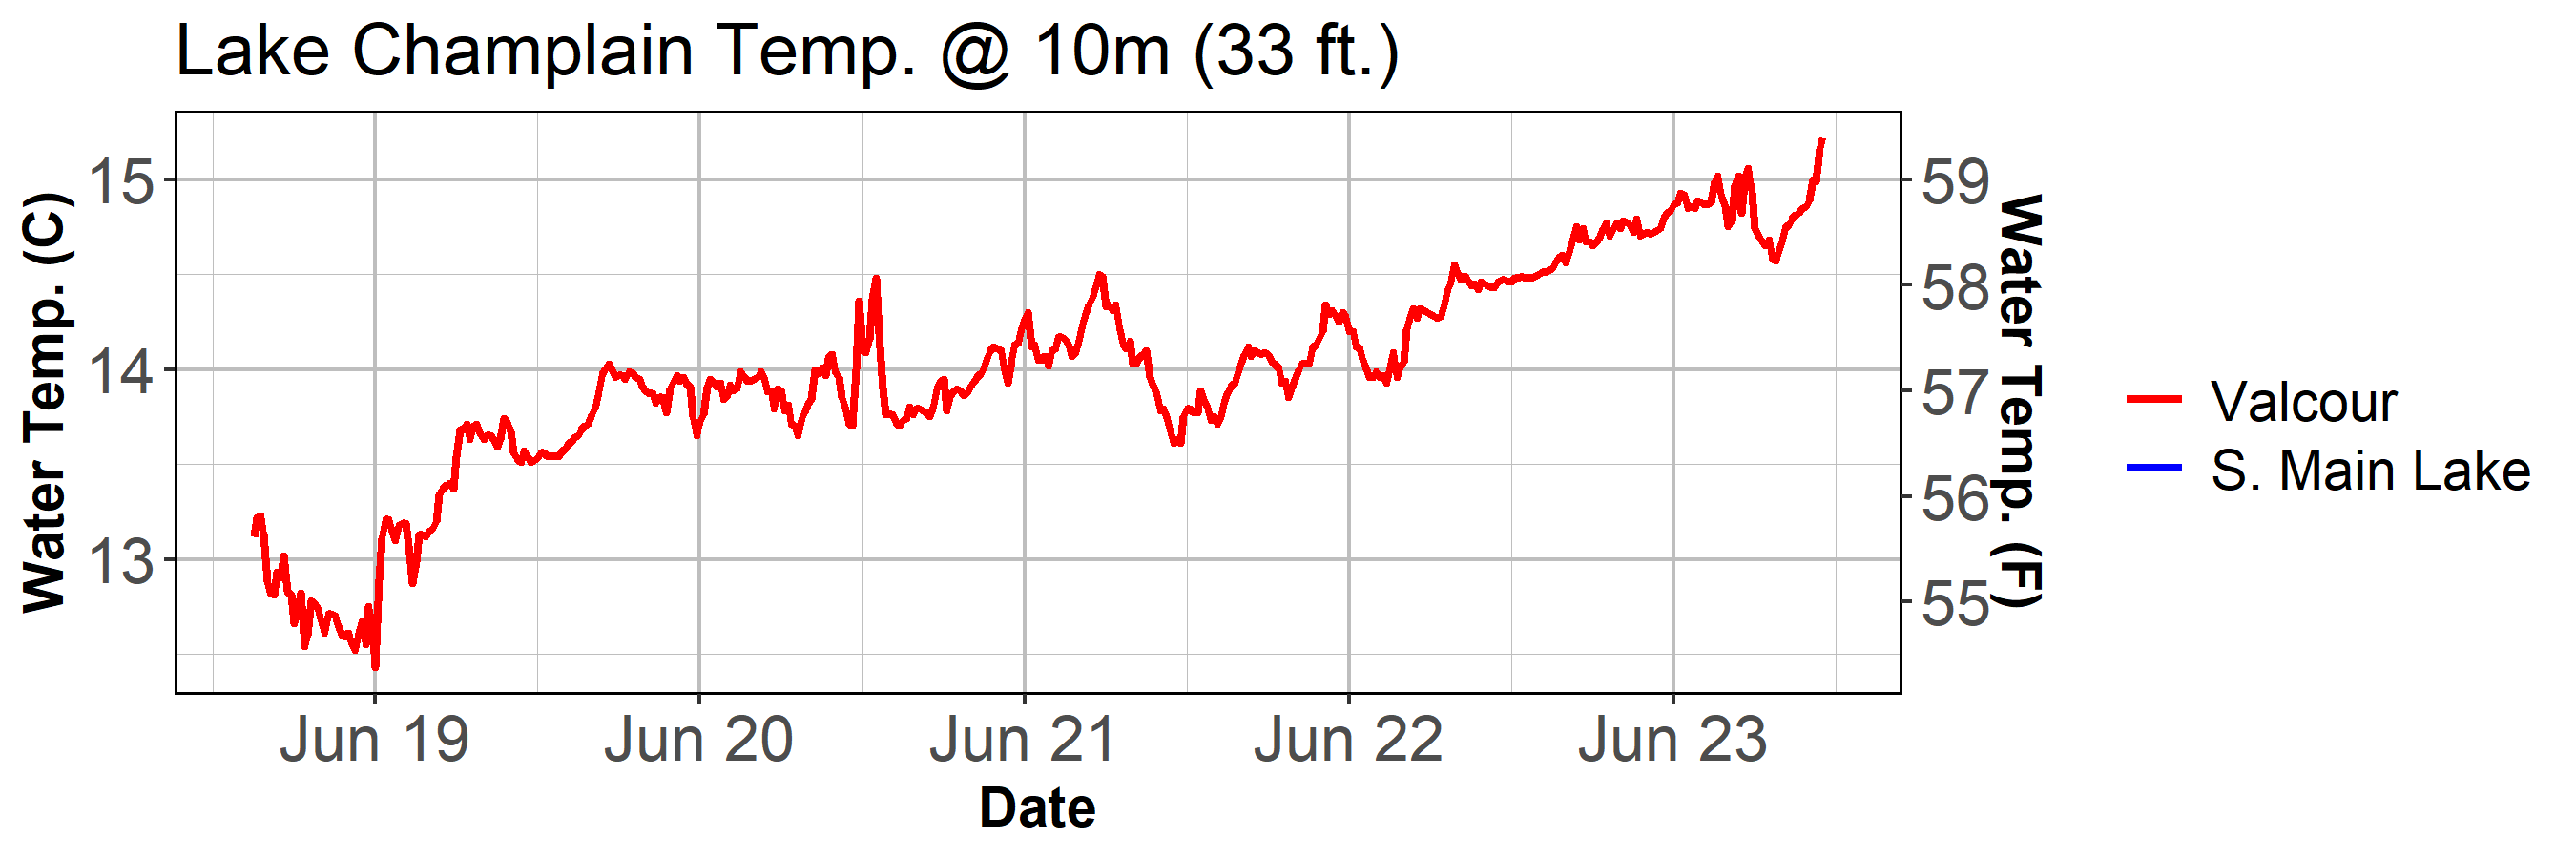 Lake Champlain Temp. @ 10m (33 ft.)
Water Temp. (C)
15
14
13
59
58
57
56
55
Water Temp. (F)
Jun 19
Jun 20
Jun 21
Jun 22
Jun 23
Date
Valcour
S. Main Lake